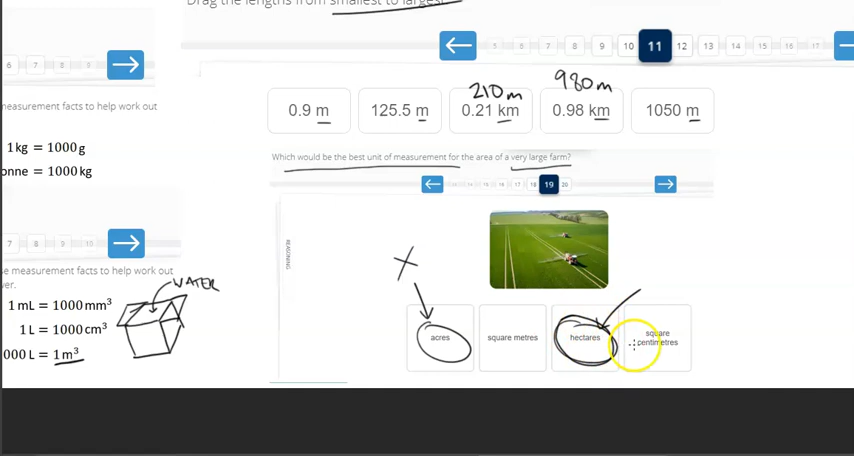 Drag the lengths from smallest to largest.
5 6 7 8 9 10 11 12 13 14 15 16 17
6 7 8 9
measurement facts to help work out
1 kg = 1000 g
onne = 1000 kg
210 m 980 m
0.9 m 125.5 m 0.21 km 0.98 km 1050 m
Which would be the best unit of measurement for the area of a very large farm?
15 16 17 18 19 20
REASONING
7 8 9 10
se measurement facts to help work out
ver.
WATER
1 mL = 1000 mm³
1 L = 1000 cm³
000 L = 1 m³
X
acres square metres hectares square centimetres